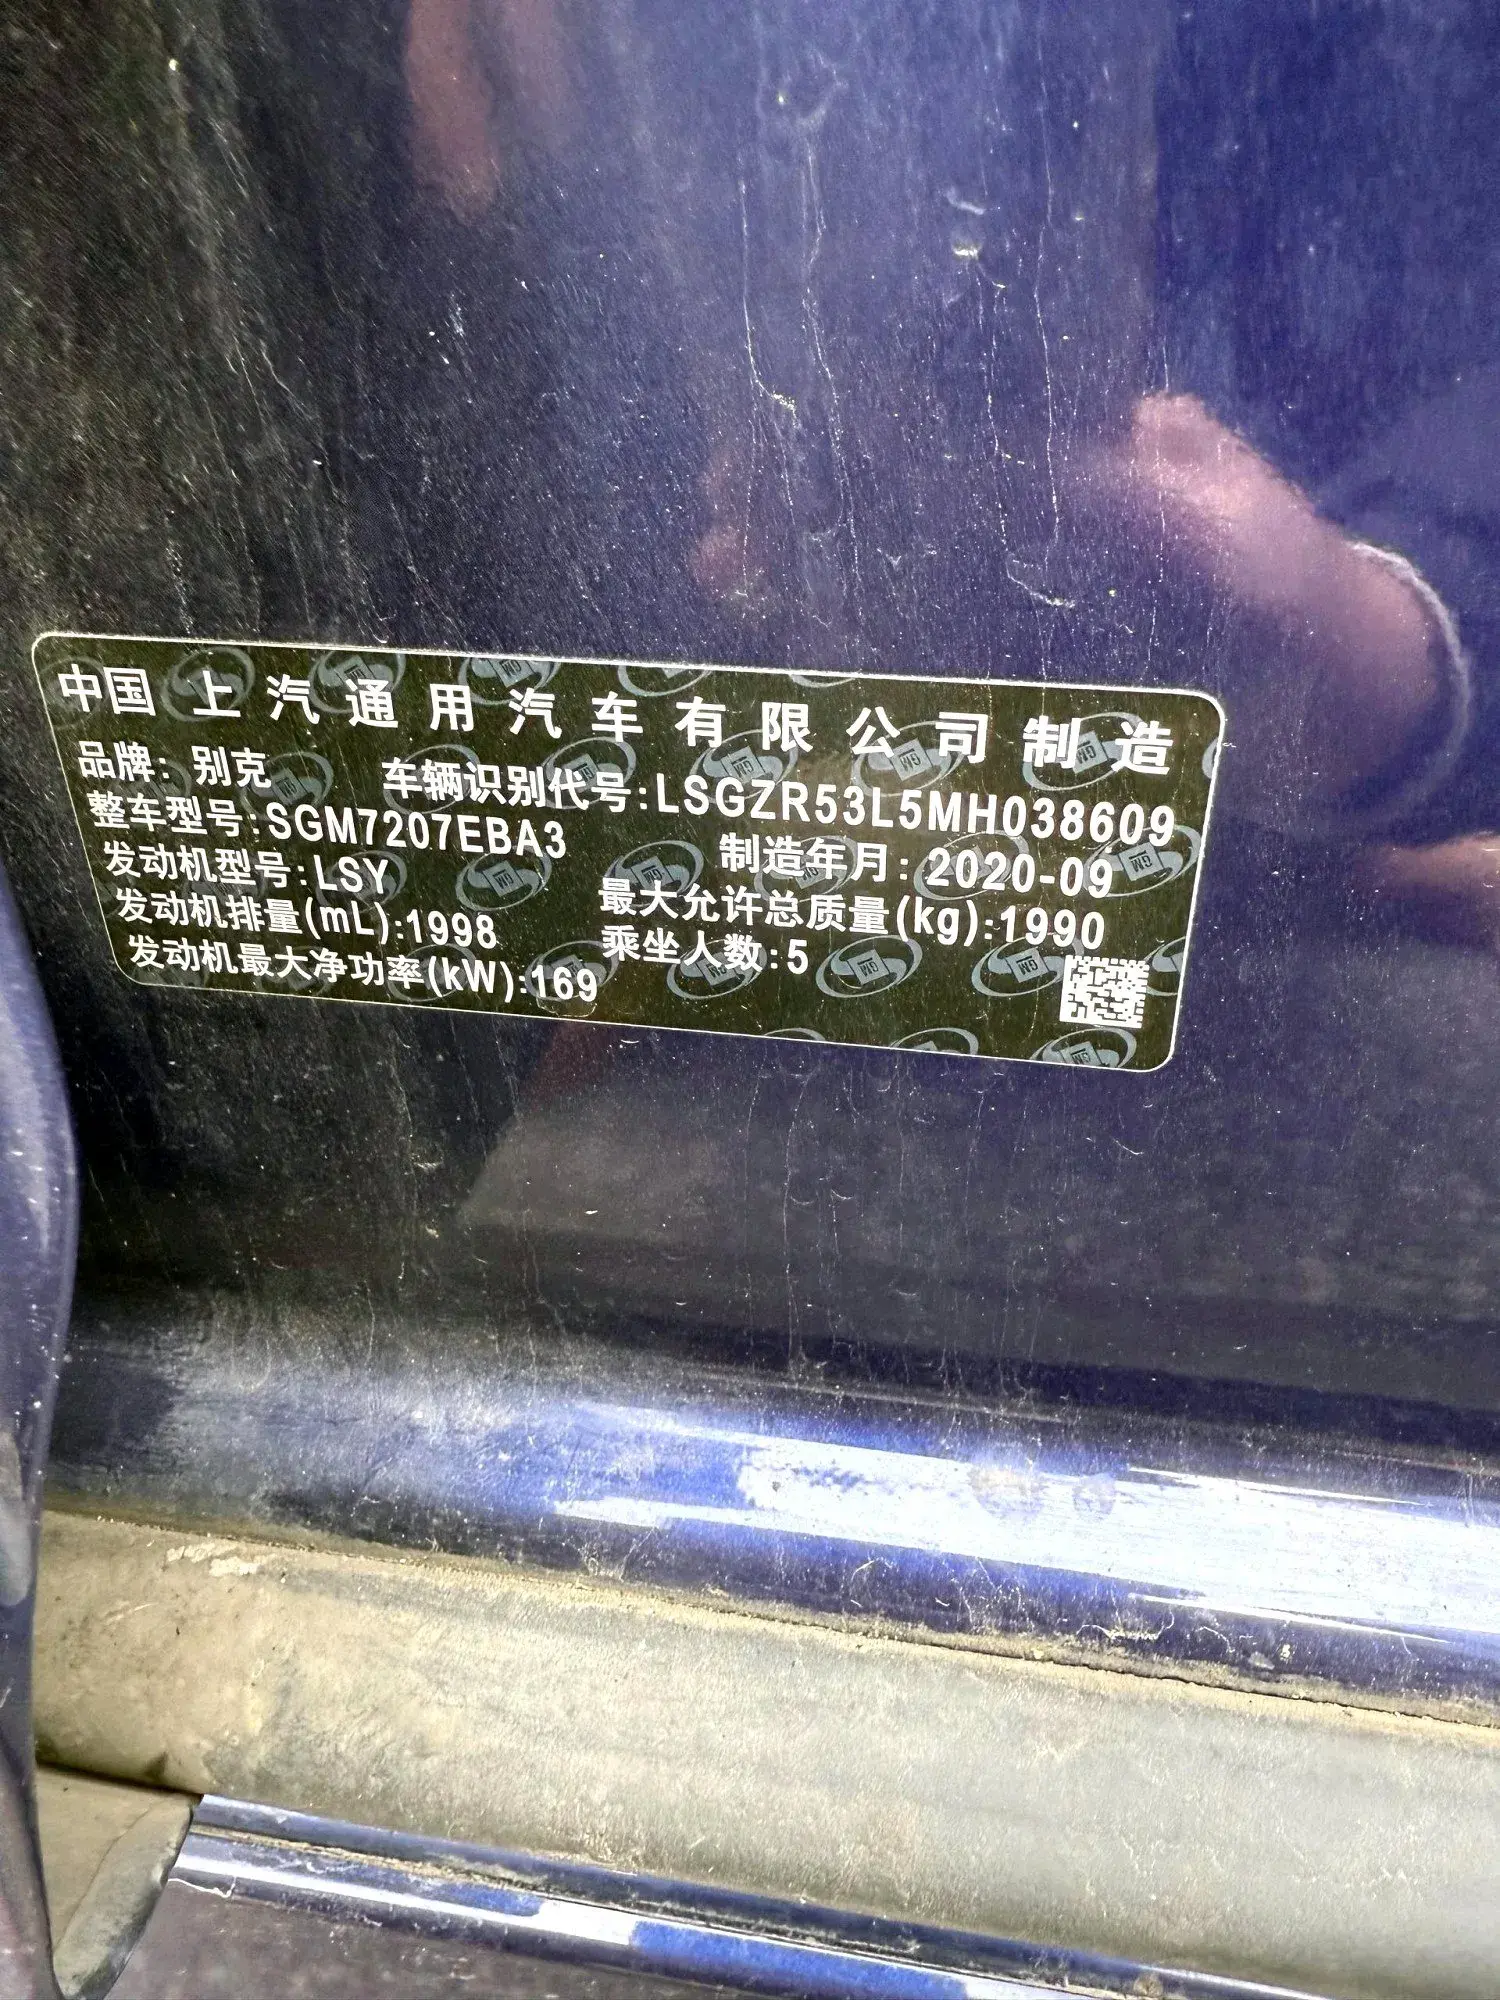 中国上汽通用汽车有限公司制造
品牌: 别克 车辆识别代号:LSGZR53L5MH038609
整车型号:SGM7207EBA3 制造年月: 2020-09
发动机型号:LSY 最大允许总质量(kg):1990
发动机排量(mL):1998 乘坐人数:5
发动机最大净功率(kW):169